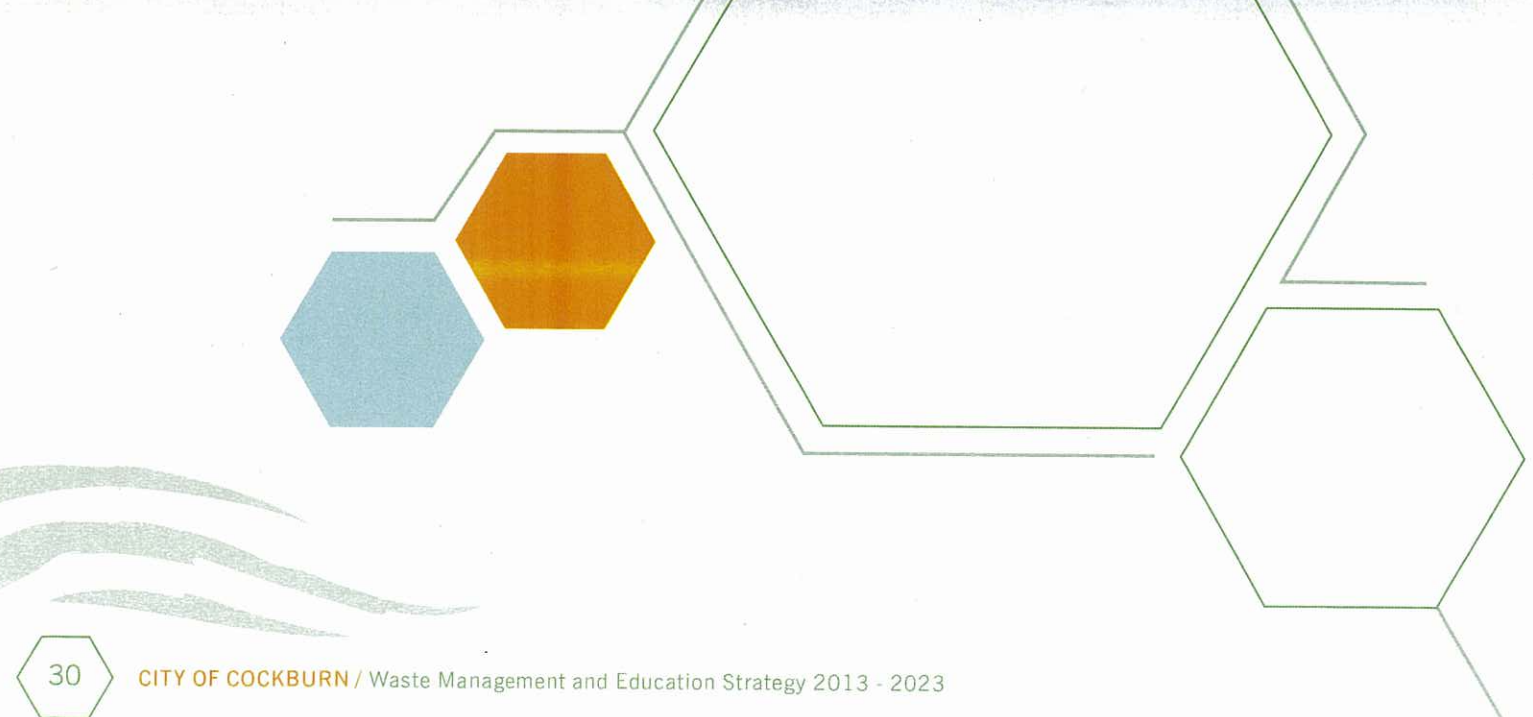 30 CITY OF COCKBURN / Waste Management and Education Strategy 2013 - 2023